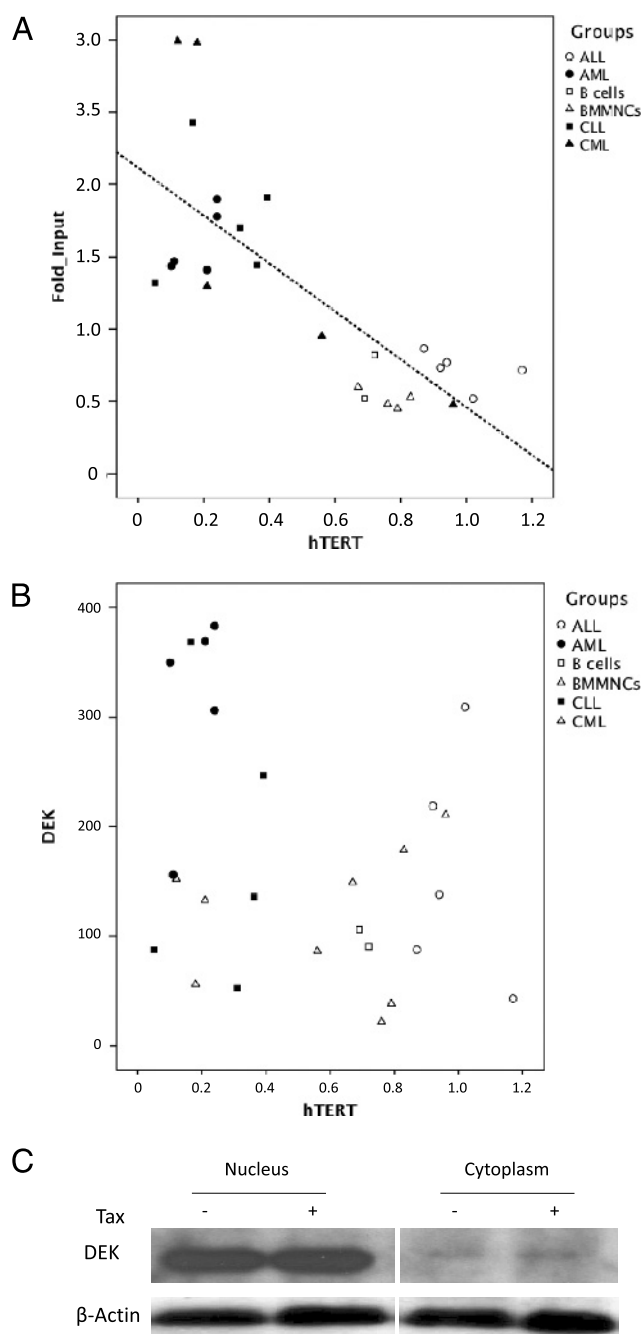 A
3.0
3.5
2.0
1.5
1.0
0.5
0
Fold_Input
0 0.2 0.4 0.6 0.8 1.0 1.2
hTERT
Groups
ALL
AML
B cells
BMMNCs
CLL
CML
B
400
300
200
100
0
DEK
0 0.2 0.4 0.6 0.8 1.0 1.2
hTERT
Groups
ALL
AML
B cells
BMMNCs
CLL
CML
C
Nucleus Cytoplasm
Tax - + - +
DEK
β-Actin